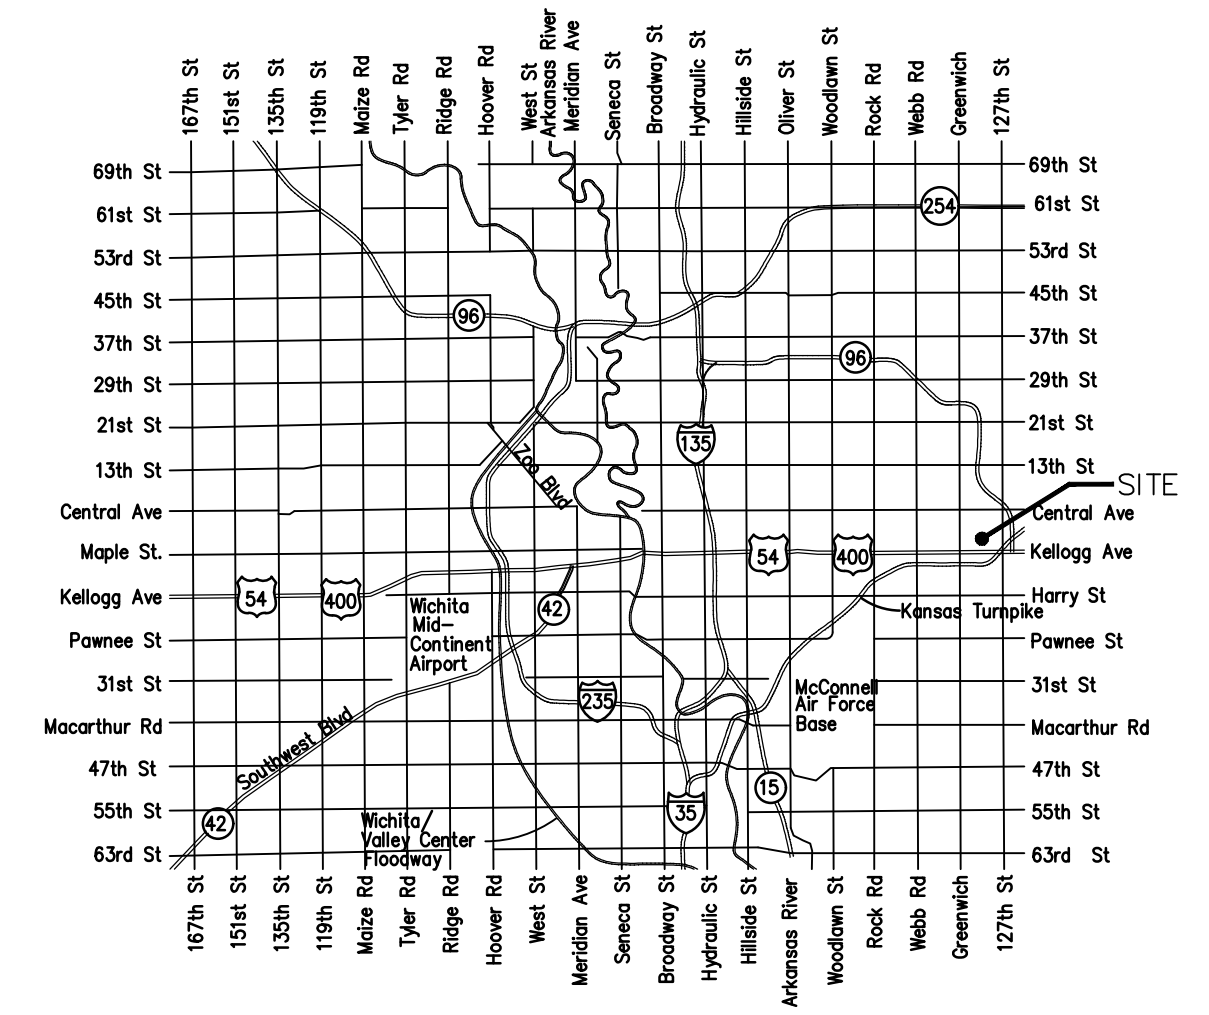 167th St
151st St
135th St
119th St
Maize Rd
Tyler Rd
Ridge Rd
Hoover Rd
West St
Arkansas River
Meridian Ave
Seneca St
Broadway St
Hydraulic St
Hillside St
Oliver St
Woodlawn St
Rock Rd
Webb Rd
Greenwich
127th St
69th St
61st St
53rd St
45th St
37th St
29th St
21st St
13th St
Central Ave
Maple St.
Kellogg Ave
Pawnee St
31st St
Macarthur Rd
47th St
55th St
63rd St
254
96
96
135
Zoo Blvd
54
400
54
400
42
Wichita
Mid-
Continent
Airport
235
Southwest Blvd
McConnell
Air Force
Base
Kansas Turnpike
15
35
42
Wichita/
Valley Center
Floodway
69th St
61st St
53rd St
45th St
37th St
29th St
21st St
13th St
SITE
Central Ave
Kellogg Ave
Harry St
Pawnee St
31st St
Macarthur Rd
47th St
55th St
63rd St
167th St
151st St
135th St
119th St
Maize Rd
Tyler Rd
Ridge Rd
Hoover Rd
West St
Meridian Ave
Seneca St
Broadway St
Hydraulic St
Hillside St
Arkansas River
Woodlawn St
Rock Rd
Webb Rd
Greenwich
127th St